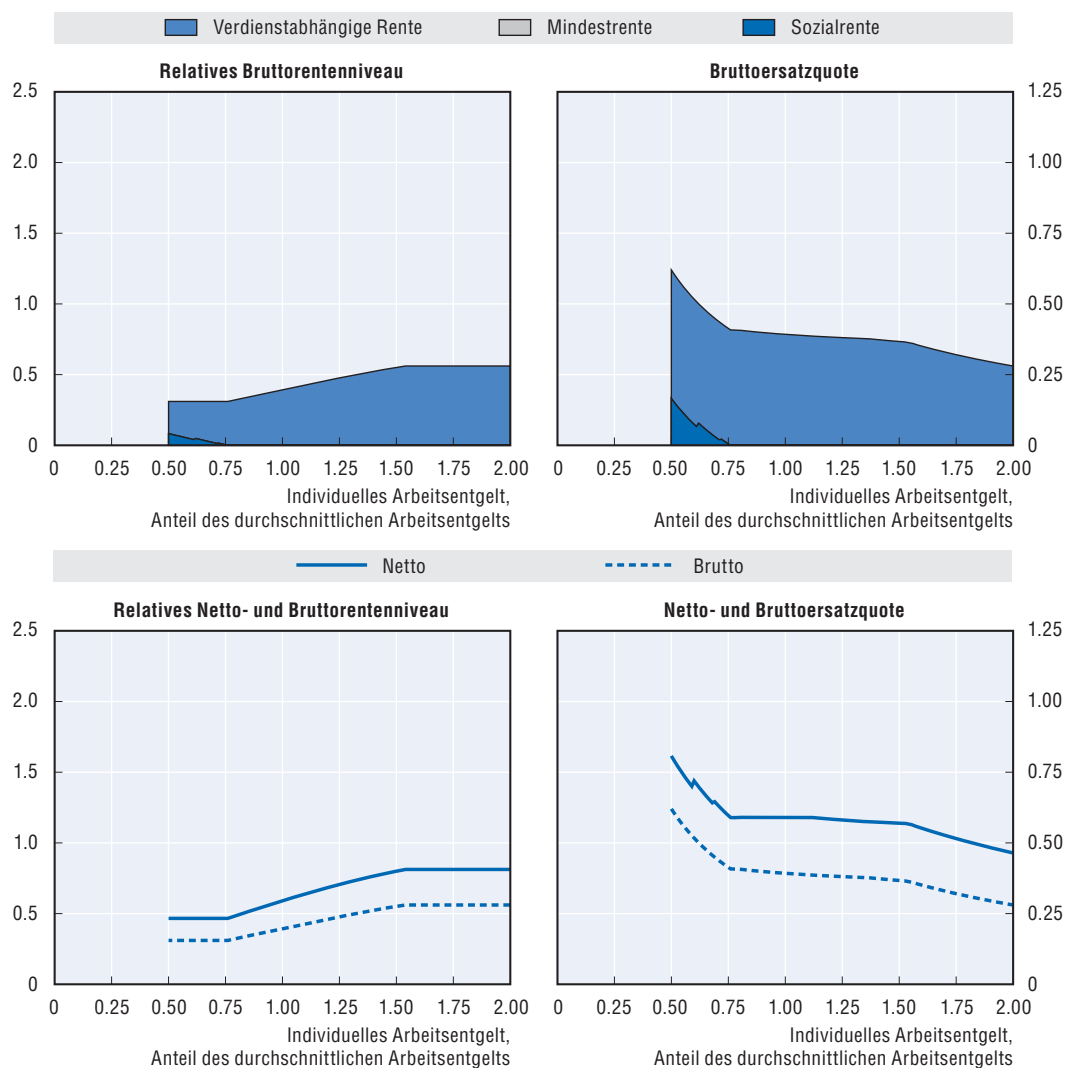 Verdienstabhängige Rente Mindestrente Sozialrente
Relatives Bruttorentenniveau
2.5
2.0
1.5
1.0
0.5
0
0 0.25 0.50 0.75 1.00 1.25 1.50 1.75 2.00
Individuelles Arbeitsentgelt,
Anteil des durchschnittlichen Arbeitsentgelts
Bruttoersatzquote
1.25
1.00
0.75
0.50
0.25
0
0 0.25 0.50 0.75 1.00 1.25 1.50 1.75 2.00
Individuelles Arbeitsentgelt,
Anteil des durchschnittlichen Arbeitsentgelts
Netto Brutto
Relatives Netto- und Bruttorentenniveau
2.5
2.0
1.5
1.0
0.5
0
0 0.25 0.50 0.75 1.00 1.25 1.50 1.75 2.00
Individuelles Arbeitsentgelt,
Anteil des durchschnittlichen Arbeitsentgelts
Netto- und Bruttoersatzquote
1.25
1.00
0.75
0.50
0.25
0
0 0.25 0.50 0.75 1.00 1.25 1.50 1.75 2.00
Individuelles Arbeitsentgelt,
Anteil des durchschnittlichen Arbeitsentgelts